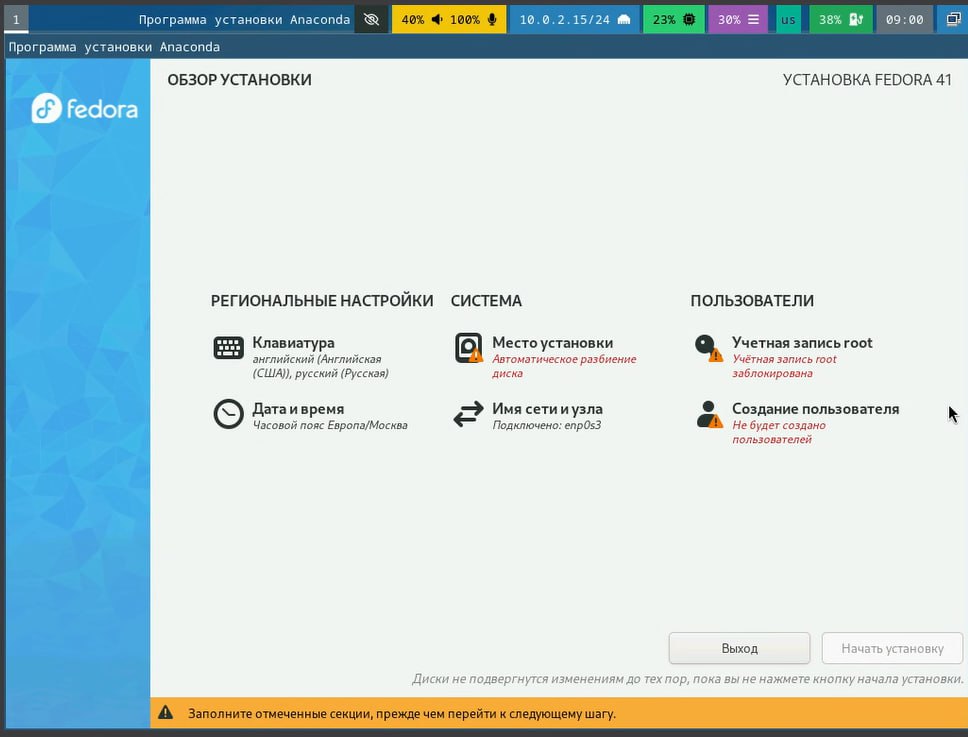 1 Программа установки Anaconda 40% 100% 10.0.2.15/24 23% 30% us 38% 09:00
Программа установки Anaconda
fedora
ОБЗОР УСТАНОВКИ
УСТАНОВКА FEDORA 41
РЕГИОНАЛЬНЫЕ НАСТРОЙКИ
Клавиатура
английский (Английская
(США)), русский (Русская)
Дата и время
Часовой пояс Европа/Москва
СИСТЕМА
Место установки
Автоматическое разбиение
диска
Имя сети и узла
Подключено: enp0s3
ПОЛЬЗОВАТЕЛИ
Учетная запись root
Учётная запись root
заблокирована
Создание пользователя
Не будет создано
пользователей
Выход
Начать установку
Диски не подвергнутся изменениям до тех пор, пока вы не нажмете кнопку начала установки.
Заполните отмеченные секции, прежде чем перейти к следующему шагу.